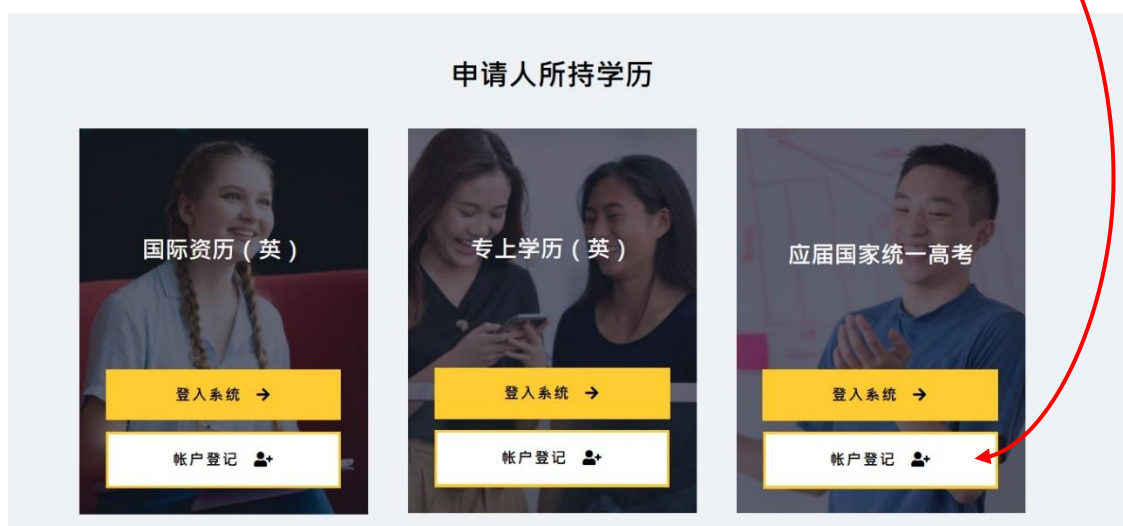 申请人所持学历
国际资历（英）
专上学历（英）
应届国家统一高考
登入系统
登入系统
登入系统
帐户登记
帐户登记
帐户登记